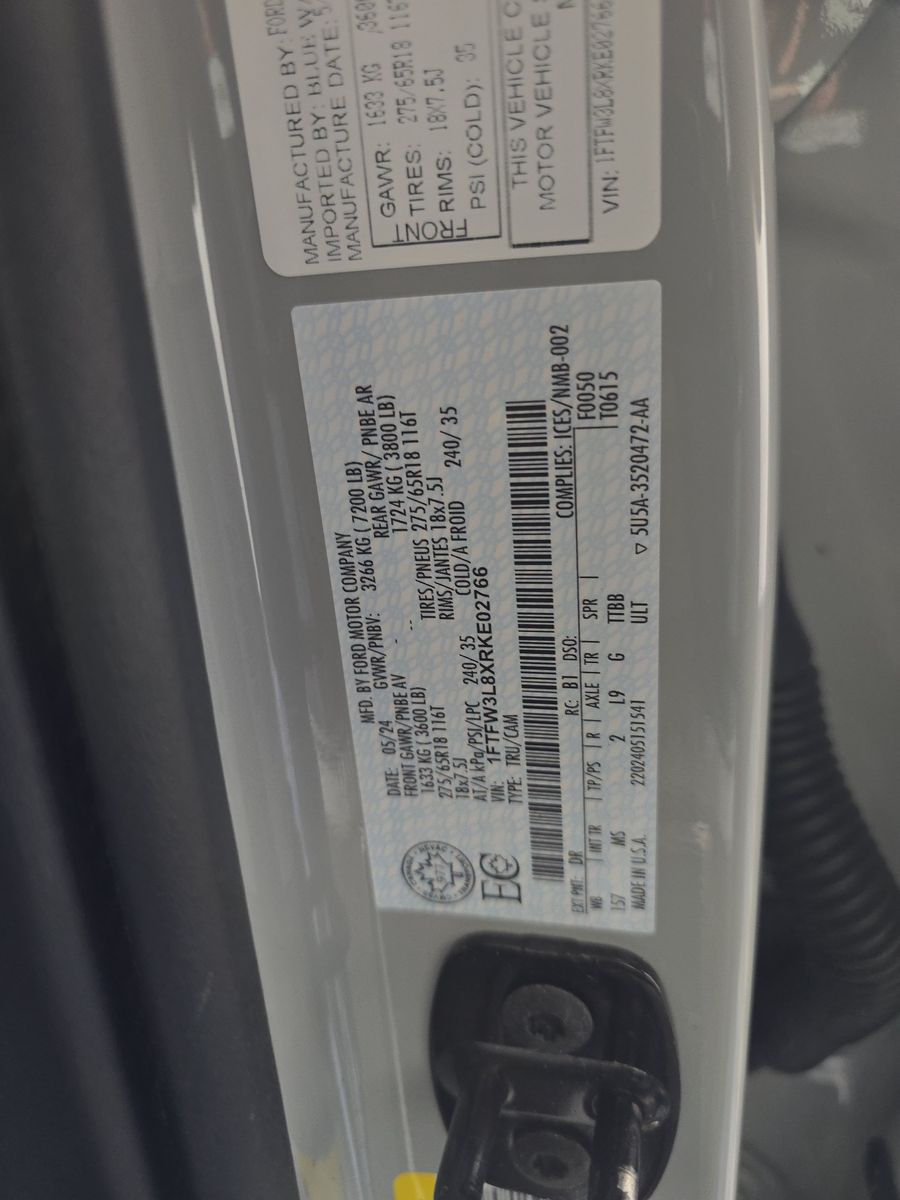 MANUFACTURED BY: FORD
IMPORTED BY: BLUE W
MANUFACTURE DATE: 5/
FRONT
GAWR: 1633 KG /3600
TIRES: 275/65R18 116T
RIMS: 18X7.5J
PSI (COLD): 35
THIS VEHICLE C
MOTOR VEHICLE
VIN: 1FTFW3L8XRKE02766
MFD. BY FORD MOTOR COMPANY
DATE: 05/24 GVWR/PNBV: 3266 KG ( 7200 LB)
FRONT GAWR/PNBE AV REAR GAWR/ PNBE AR
1633 KG ( 3600 LB) - 1724 KG ( 3800 LB)
275/65R18 116T -- TIRES/PNEUS 275/65R18 116T
18x7.5J RIMS/JANTES 18x7.5J
AT/A kPa/PSI/LPC 240/ 35 COLD/A FROID 240/ 35
VIN: 1FTFW3L8XRKE02766
TYPE: TRU/CAM
EC
COMPLIES: ICES/NMB-002
EXT PNT: DR RC: B1 DSO: F0050
WB INT TR TP/PS R AXLE TR SPR T0615
157 MS 2 L9 G TTBB
ULT
MADE IN U.S.A. 220240515154 1 ▽ 5U5A-3520472-AA